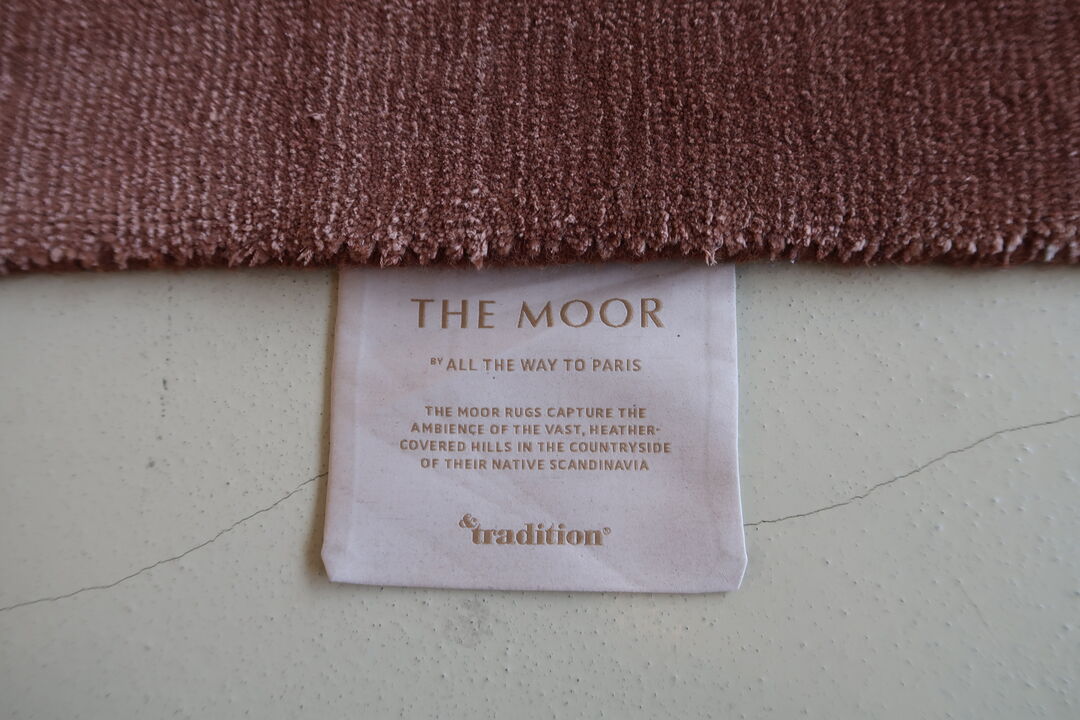 THE MOOR
BY ALL THE WAY TO PARIS
THE MOOR RUGS CAPTURE THE
AMBIENCE OF THE VAST, HEATHER-
COVERED HILLS IN THE COUNTRYSIDE
OF THEIR NATIVE SCANDINAVIA
&tradition®